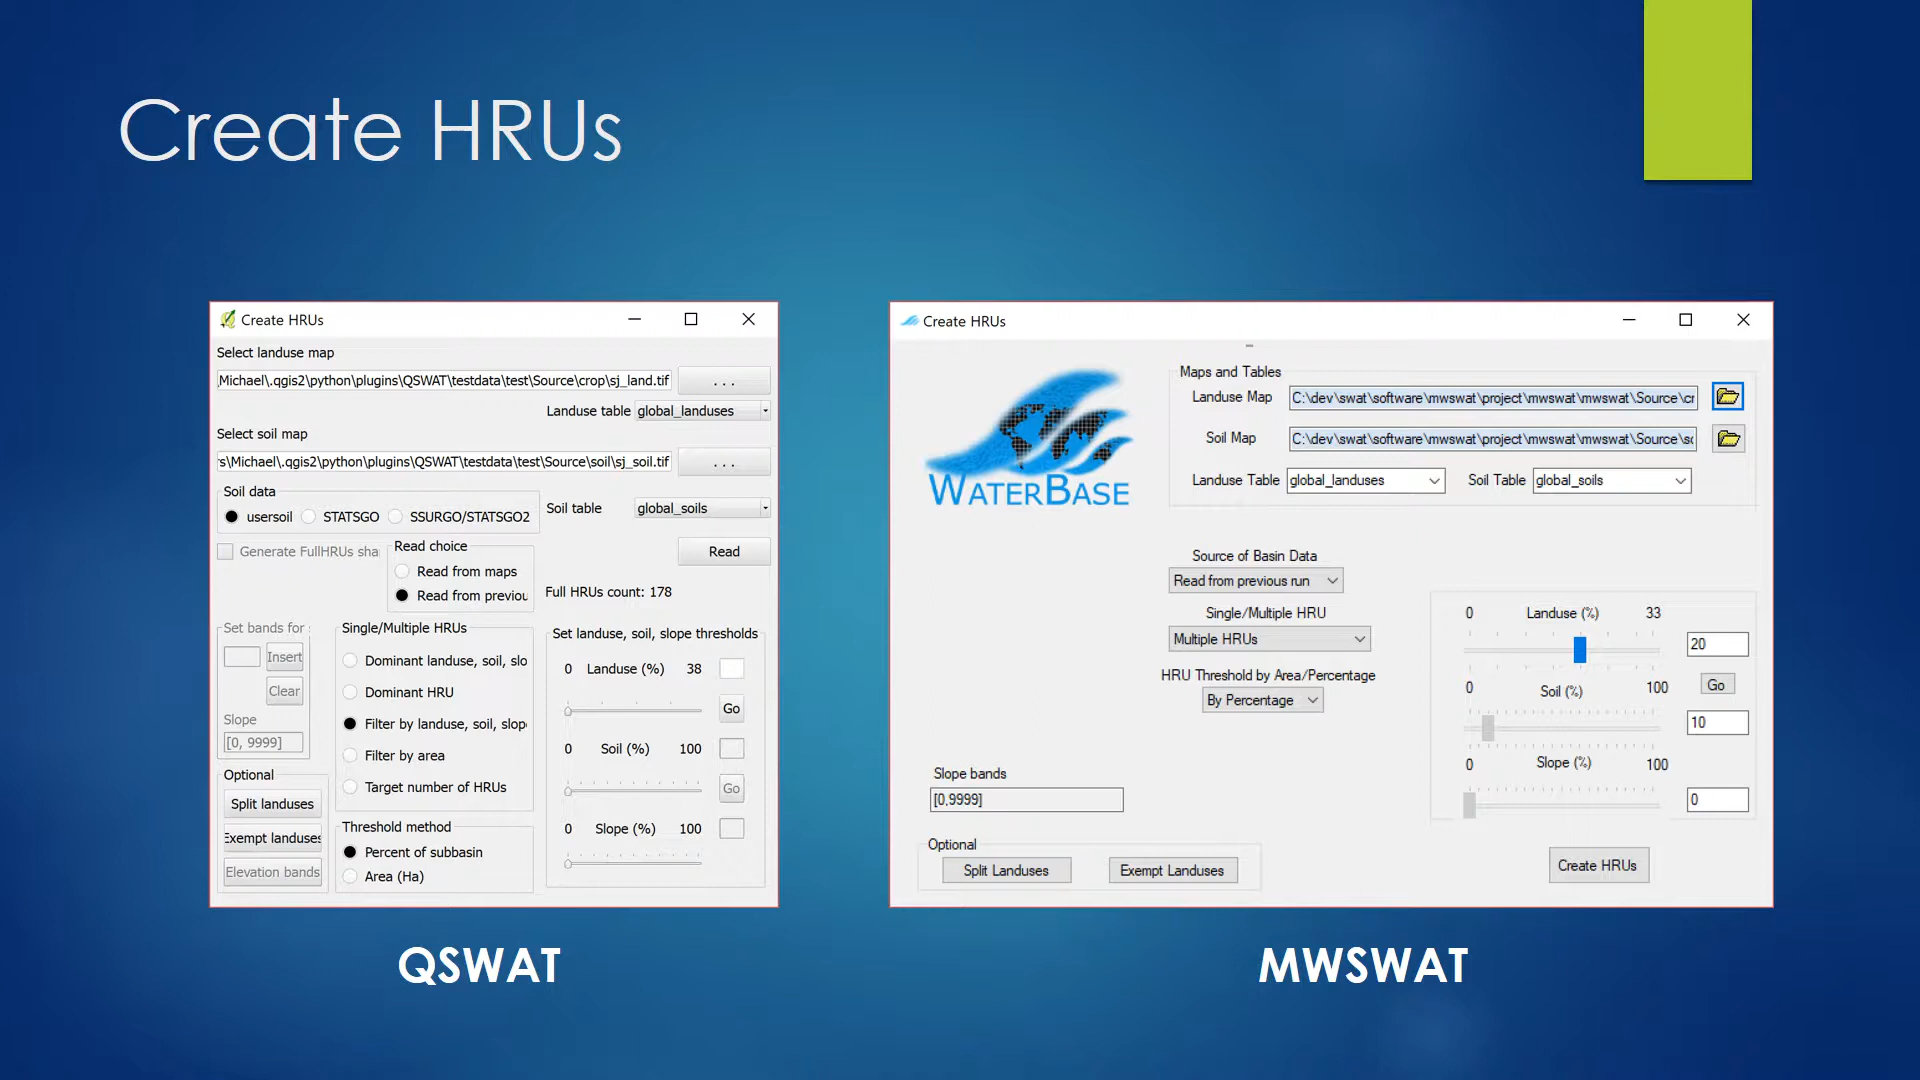 Create HRUs
Create HRUs
Select landuse map
Michael\.qgis2\python\plugins\QSWAT\testdata\test\Source\crop\sj_land.tif
. . .
Landuse table global_landuses
Select soil map
s\Michael\.qgis2\python\plugins\QSWAT\testdata\test\Source\soil\sj_soil.tif
. . .
Soil data
usersoil STATSGO SSURGO/STATSGO2
Soil table global_soils
Generate FullHRUs sha
Read choice
Read from maps
Read from previou
Read
Full HRUs count: 178
Set bands for
Insert
Clear
Slope
[0, 9999]
Single/Multiple HRUs
Dominant landuse, soil, slo
Dominant HRU
Filter by landuse, soil, slop
Filter by area
Target number of HRUs
Set landuse, soil, slope thresholds
0 Landuse (%) 38
Go
0 Soil (%) 100
Go
0 Slope (%) 100
Optional
Split landuses
Exempt landuses
Elevation bands
Threshold method
Percent of subbasin
Area (Ha)
QSWAT
Create HRUs
WATERBASE
Maps and Tables
Landuse Map C:\dev\swat\software\mwswat\project\mwswat\mwswat\Source\cr
Soil Map C:\dev\swat\software\mwswat\project\mwswat\mwswat\Source\so
Landuse Table global_landuses Soil Table global_soils
Source of Basin Data
Read from previous run
Single/Multiple HRU
Multiple HRUs
HRU Threshold by Area/Percentage
By Percentage
0 Landuse (%) 33
20
Go
0 Soil (%) 100
10
0 Slope (%) 100
0
Slope bands
[0,9999]
Optional
Split Landuses Exempt Landuses
Create HRUs
MWSWAT